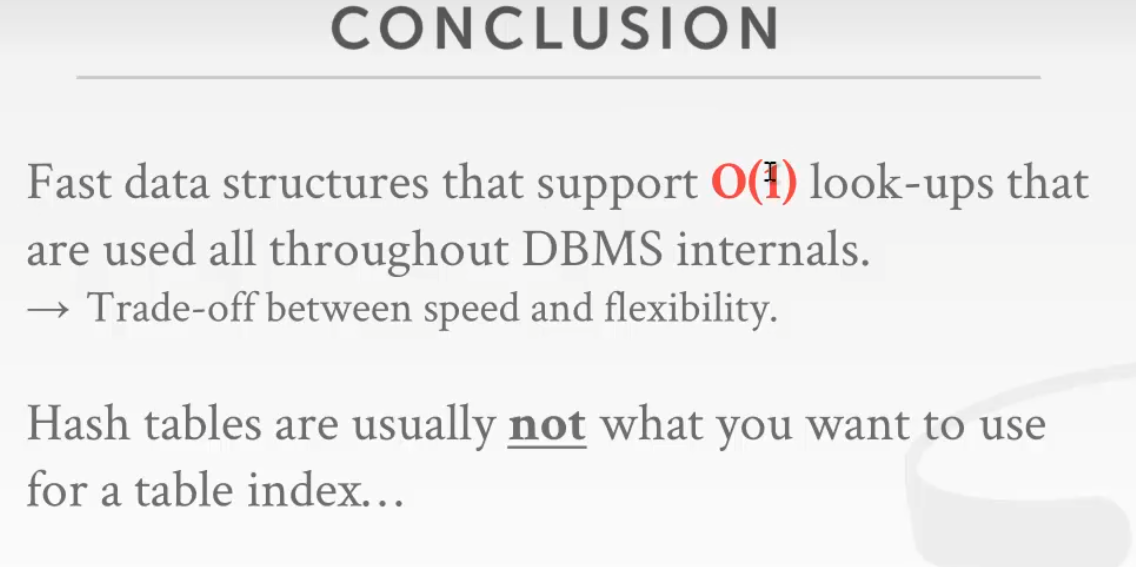 CONCLUSION
Fast data structures that support O(1) look-ups that
are used all throughout DBMS internals.
→ Trade-off between speed and flexibility.
Hash tables are usually not what you want to use
for a table index...